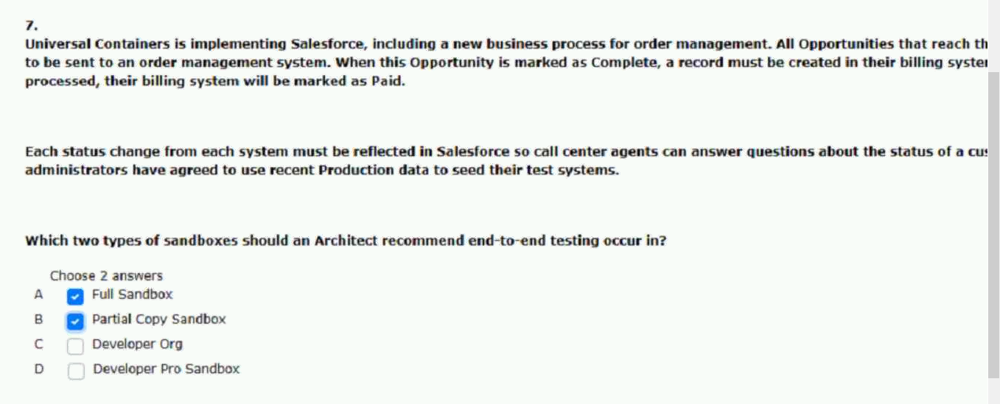 7.
Universal Containers is implementing Salesforce, including a new business process for order management. All Opportunities that reach th
to be sent to an order management system. When this Opportunity is marked as Complete, a record must be created in their billing syste
processed, their billing system will be marked as Paid.
Each status change from each system must be reflected in Salesforce so call center agents can answer questions about the status of a cus
administrators have agreed to use recent Production data to seed their test systems.
Which two types of sandboxes should an Architect recommend end-to-end testing occur in?
Choose 2 answers
A Full Sandbox
B Partial Copy Sandbox
C Developer Org
D Developer Pro Sandbox